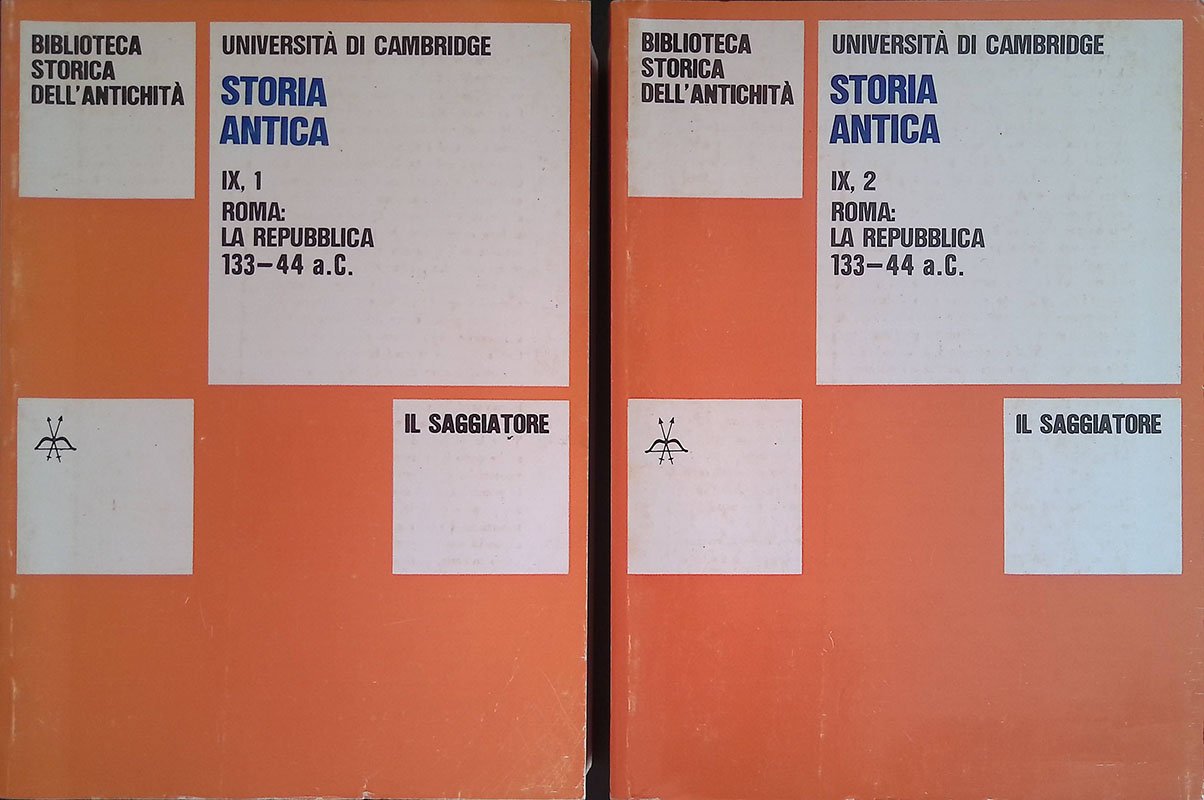 BIBLIOTECA
STORICA
DELL'ANTICHITÀ
UNIVERSITÀ DI CAMBRIDGE
STORIA
ANTICA
IX, 1
ROMA:
LA REPUBBLICA
133–44 a.C.
IL SAGGIATORE
BIBLIOTECA
STORICA
DELL'ANTICHITÀ
UNIVERSITÀ DI CAMBRIDGE
STORIA
ANTICA
IX, 2
ROMA:
LA REPUBBLICA
133–44 a.C.
IL SAGGIATORE